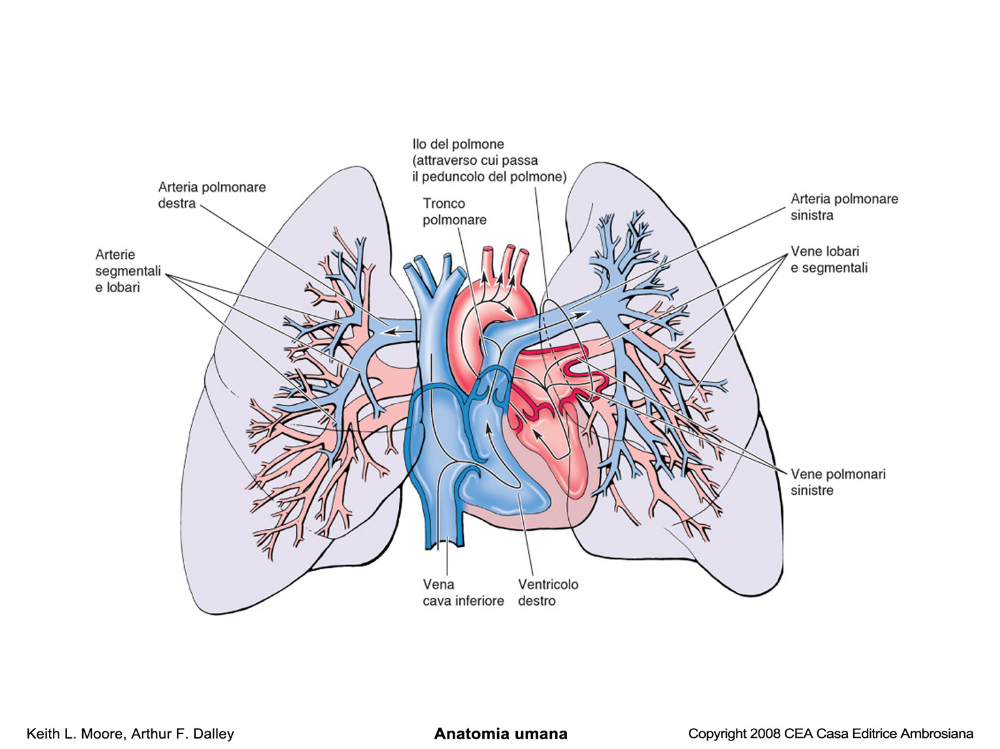 Ilo del polmone
(attraverso cui passa
il peduncolo del polmone)
Arteria polmonare
destra
Tronco
polmonare
Arteria polmonare
sinistra
Arterie
segmentali
e lobari
Vene lobari
e segmentali
Vene polmonari
sinistre
Vena
cava inferiore
Ventricolo
destro
Keith L. Moore, Arthur F. Dalley
Anatomia umana
Copyright 2008 CEA Casa Editrice Ambrosiana